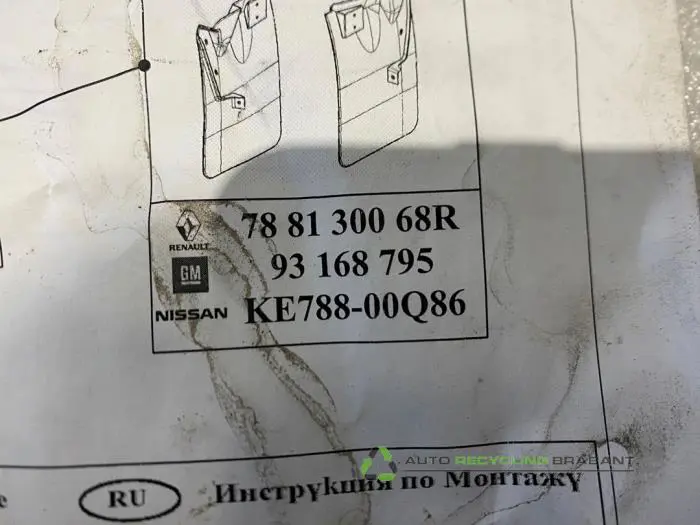 RENAULT 78 81 300 68R
GM 93 168 795
NISSAN KE788-00Q86
AUTO RECYCLING BRABANT
e RU Инструкция по Монтажу